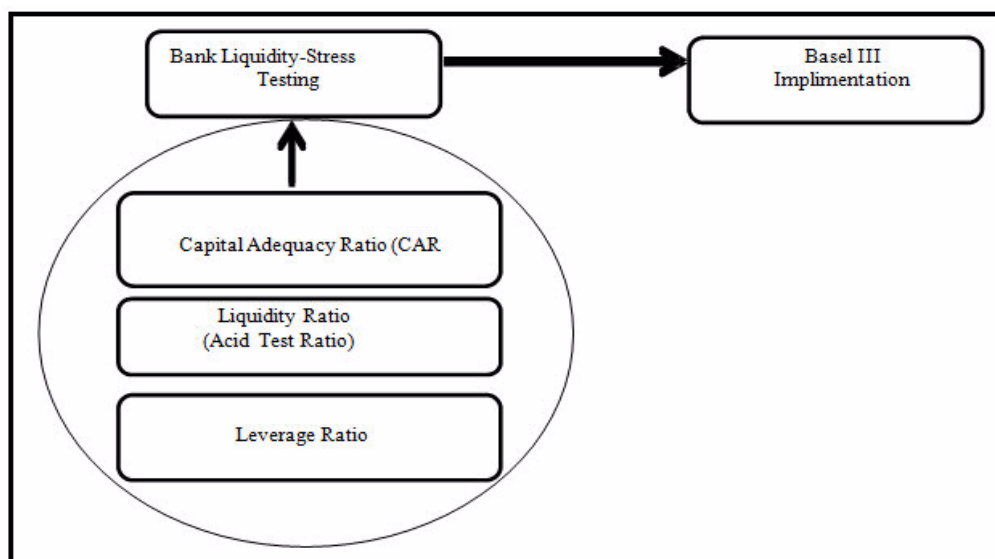 Bank Liquidity-Stress
Testing
Basel III
Implimentation
Capital Adequacy Ratio (CAR
Liquidity Ratio
(Acid Test Ratio)
Leverage Ratio